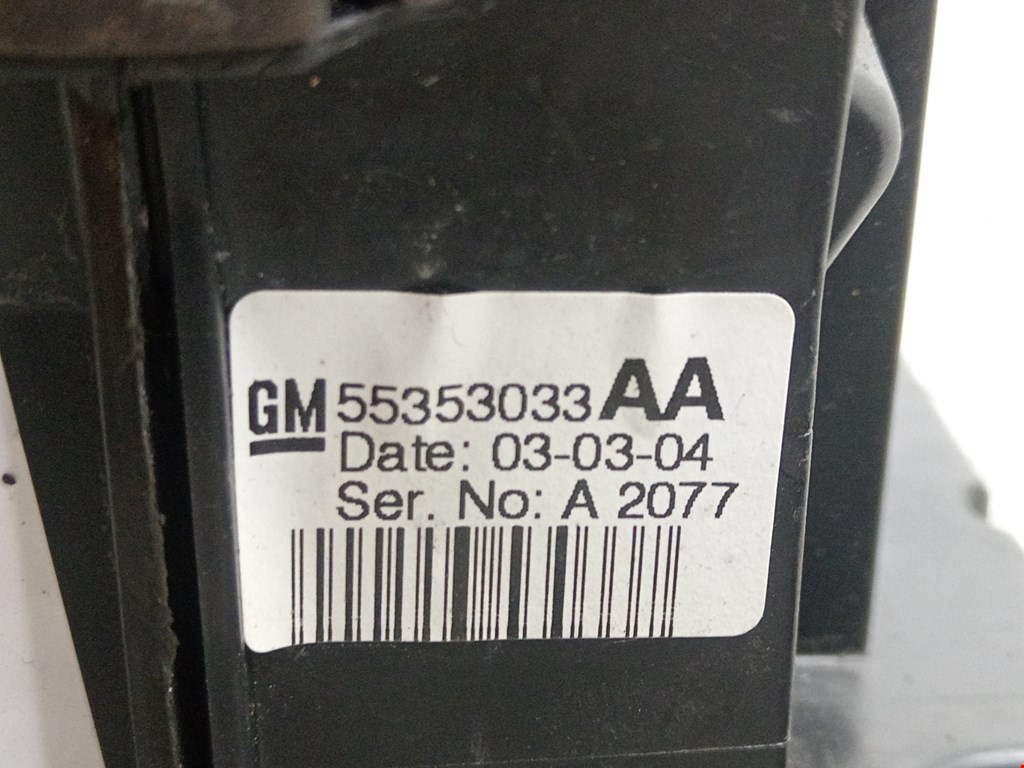 GM 55353033 AA
Date: 03-03-04
Ser. No: A 2077